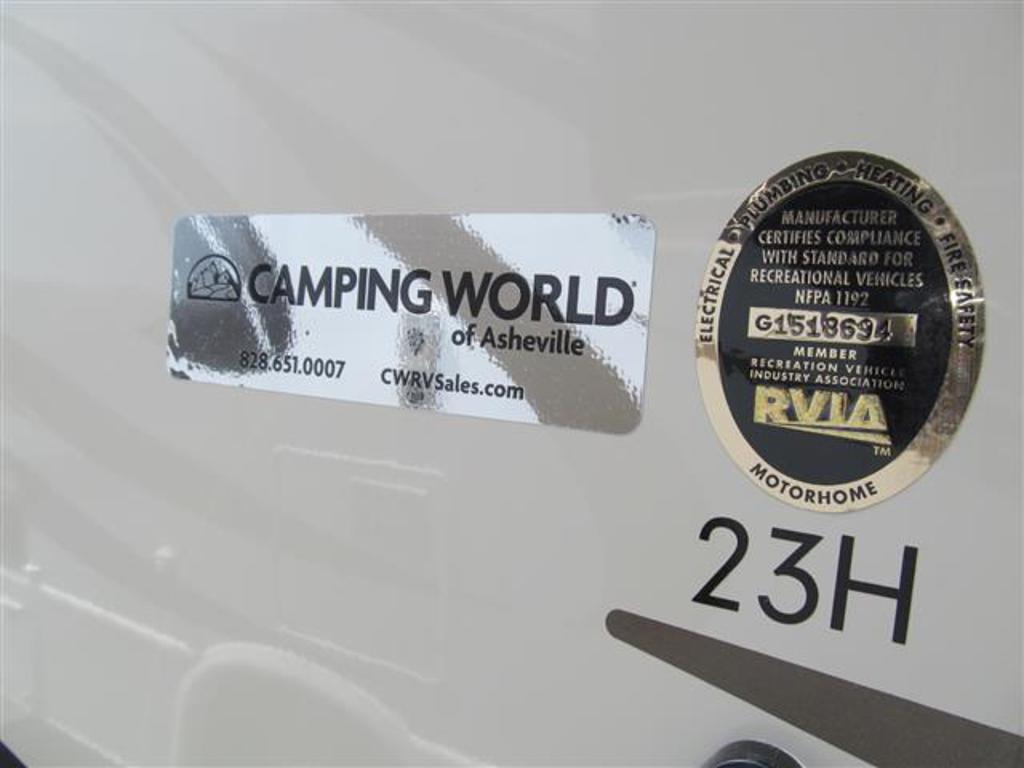 CAMPING WORLD
of Asheville
828.651.0007
CWRVSales.com
ELECTRICAL • PLUMBING • HEATING • FIRE SAFETY
MANUFACTURER
CERTIFIES COMPLIANCE
WITH STANDARD FOR
RECREATIONAL VEHICLES
NFPA 1192
G1518694
MEMBER
RECREATION VEHICLE
INDUSTRY ASSOCIATION
RVIA
TM
MOTORHOME
23H